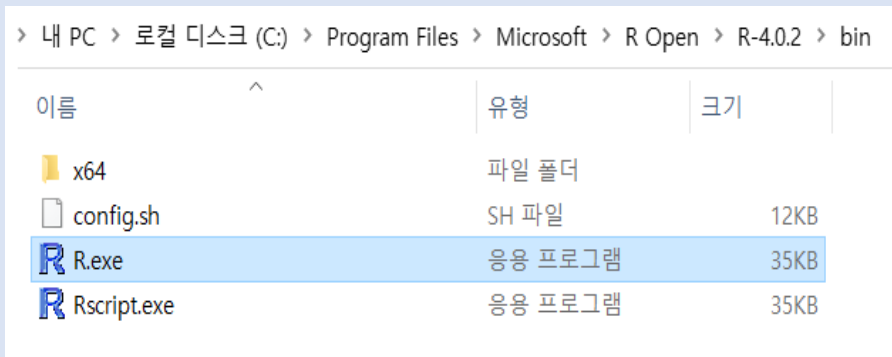 > 내 PC > 로컬 디스크 (C:) > Program Files > Microsoft > R Open > R-4.0.2 > bin
이름 유형 크기
x64 파일 폴더
config.sh SH 파일 12KB
R.exe 응용 프로그램 35KB
Rscript.exe 응용 프로그램 35KB